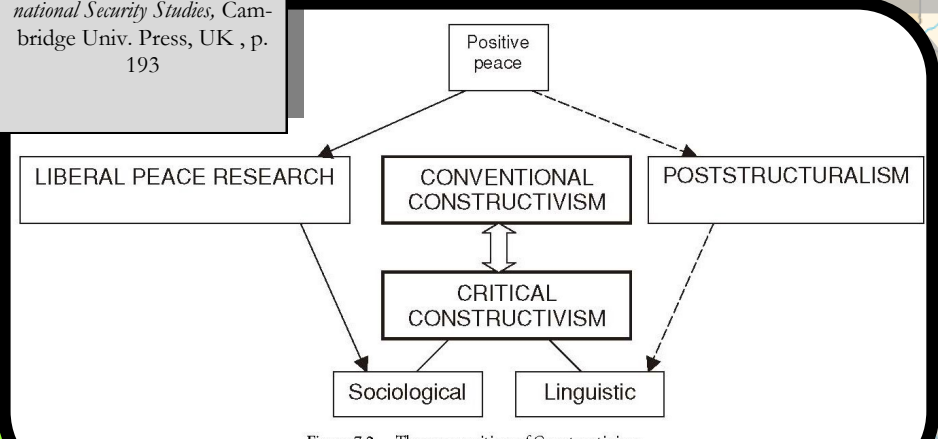 national Security Studies, Cam-
bridge Univ. Press, UK , p.
193
Positive
peace
LIBERAL PEACE RESEARCH
CONVENTIONAL
CONSTRUCTIVISM
POSTSTRUCTURALISM
CRITICAL
CONSTRUCTIVISM
Sociological
Linguistic